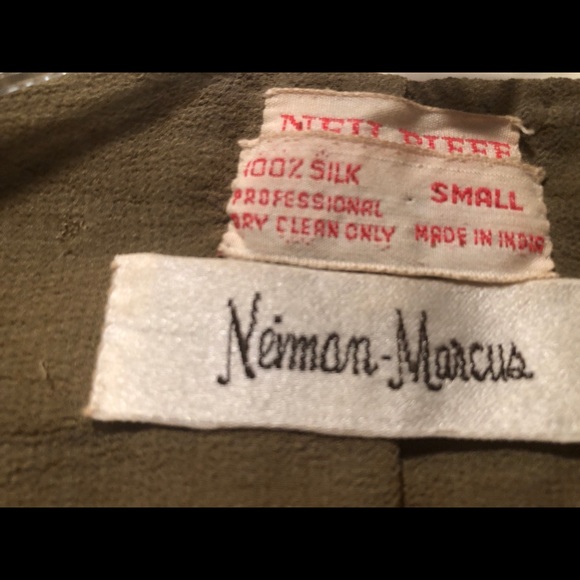 100% SILK
PROFESSIONAL
DRY CLEAN ONLY
SMALL
MADE IN INDIA
Neiman-Marcus